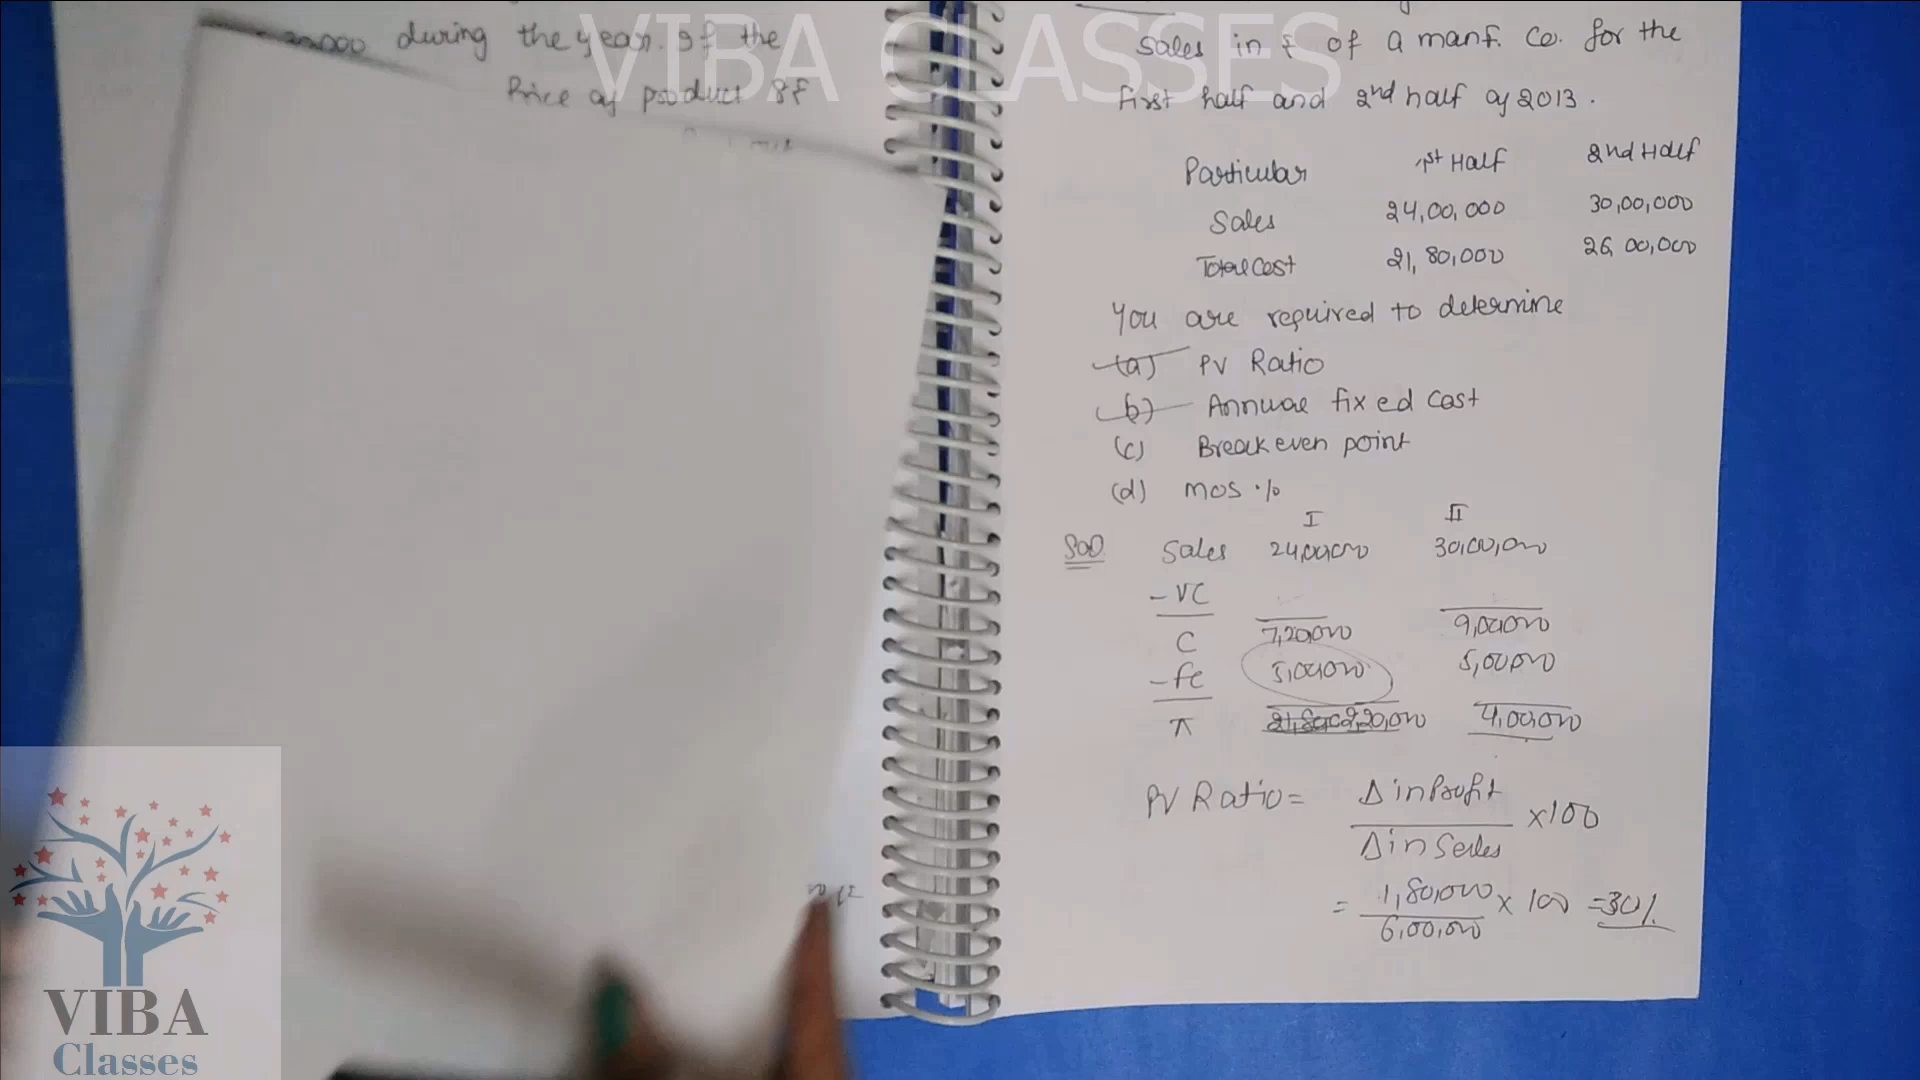 VIBA CLASSES
during the year. If the
Price of product 8₹
Sales in ₹ of a manf. Co. for the
first half and 2nd half of 2013.
Particular 1st Half 2nd Half
Sales 24,00,000 30,00,000
Total Cost 21,80,000 26,00,000
You are required to determine
(a) PV Ratio
(b) Annual fixed Cost
(c) Breakeven point
(d) MOS %
I II
Sol Sales 24,00,000 30,00,000
- VC
C 7,20,000 9,00,000
- fc 5,00,000 5,00,000
π 2,20,000 4,00,000
PV Ratio = Δ in Profit
Δ in Sales
×100
= 1,80,000
6,00,000
× 100 = 30%
VIBA
Classes